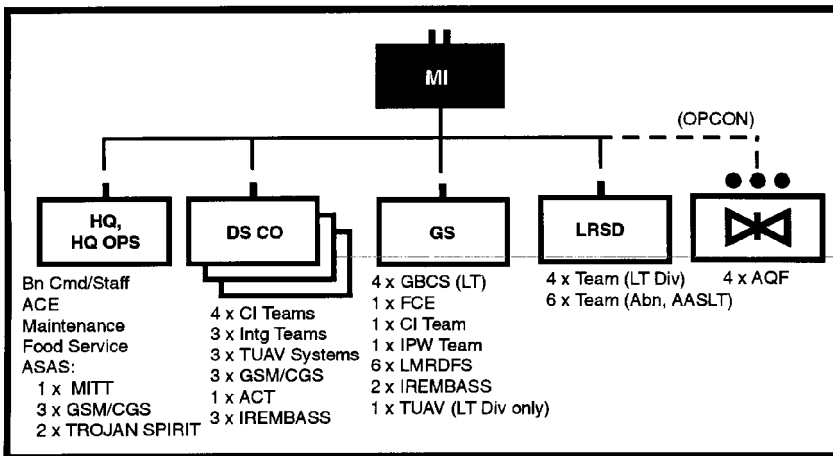 MI
(OPCON)
HQ,
HQ OPS
DS CO
GS
LRSD
Bn Cmd/Staff
ACE
Maintenance
Food Service
ASAS:
1 x MITT
3 x GSM/CGS
2 x TROJAN SPIRIT
4 x CI Teams
3 x Intg Teams
3 x TUAV Systems
3 x GSM/CGS
1 x ACT
3 x IREMBASS
4 x GBCS (LT)
1 x FCE
1 x CI Team
1 x IPW Team
6 x LMRDFS
2 x IREMBASS
1 x TUAV (LT Div only)
4 x Team (LT Div)
6 x Team (Abn, AASLT)
4 x AQF